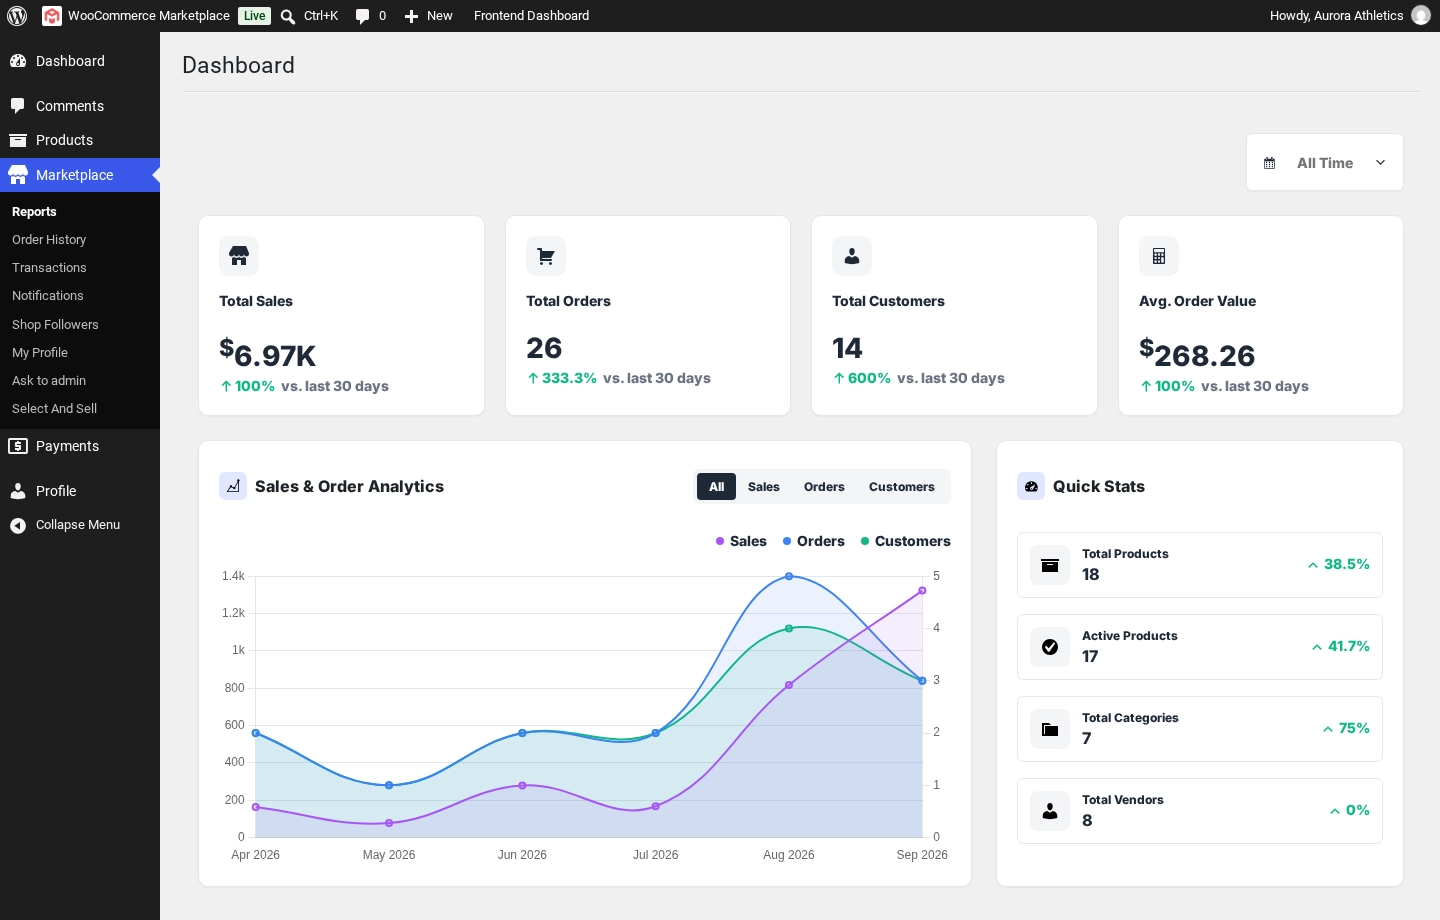 WooCommerce Marketplace Live Ctrl+K 0 New Frontend Dashboard Howdy, Aurora Athletics
Dashboard
Comments
Products
Marketplace
Reports
Order History
Transactions
Notifications
Shop Followers
My Profile
Ask to admin
Select And Sell
Payments
Profile
Collapse Menu
Dashboard
All Time
Total Sales
$6.97K
100% vs. last 30 days
Total Orders
26
333.3% vs. last 30 days
Total Customers
14
600% vs. last 30 days
Avg. Order Value
$268.26
100% vs. last 30 days
Sales & Order Analytics
All Sales Orders Customers
Sales Orders Customers
1.4k 5
1.2k
4
1k
800 3
600
2
400
1
200
0 0
Apr 2026 May 2026 Jun 2026 Jul 2026 Aug 2026 Sep 2026
Quick Stats
Total Products
18
38.5%
Active Products
17
41.7%
Total Categories
7
75%
Total Vendors
8
0%